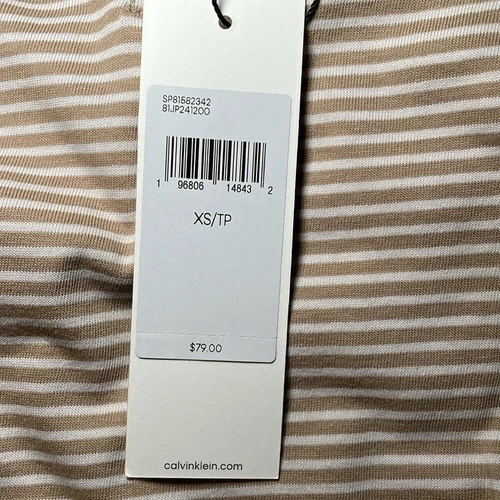 SP81582342
81JP241200
1 96806 14843 2
XS/TP
$79.00
calvinklein.com